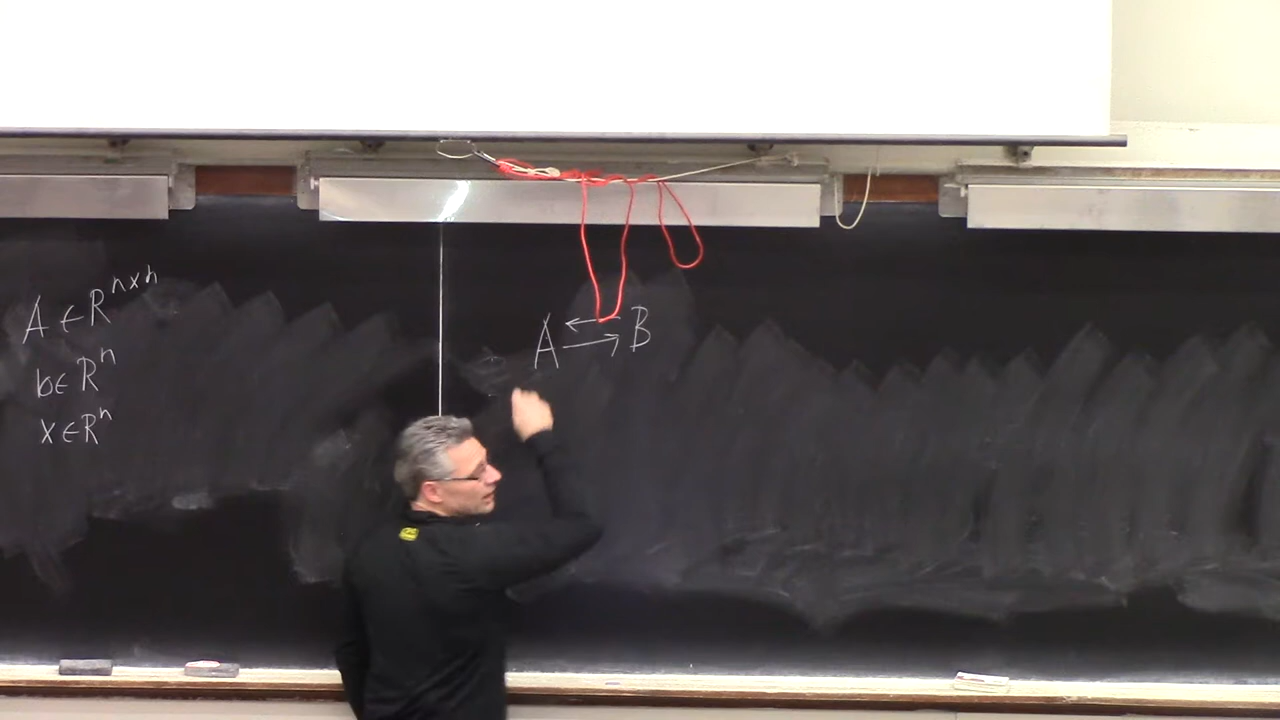 A ∈ R^{n×n}
b ∈ R^n
x ∈ R^n
A ⇄ B